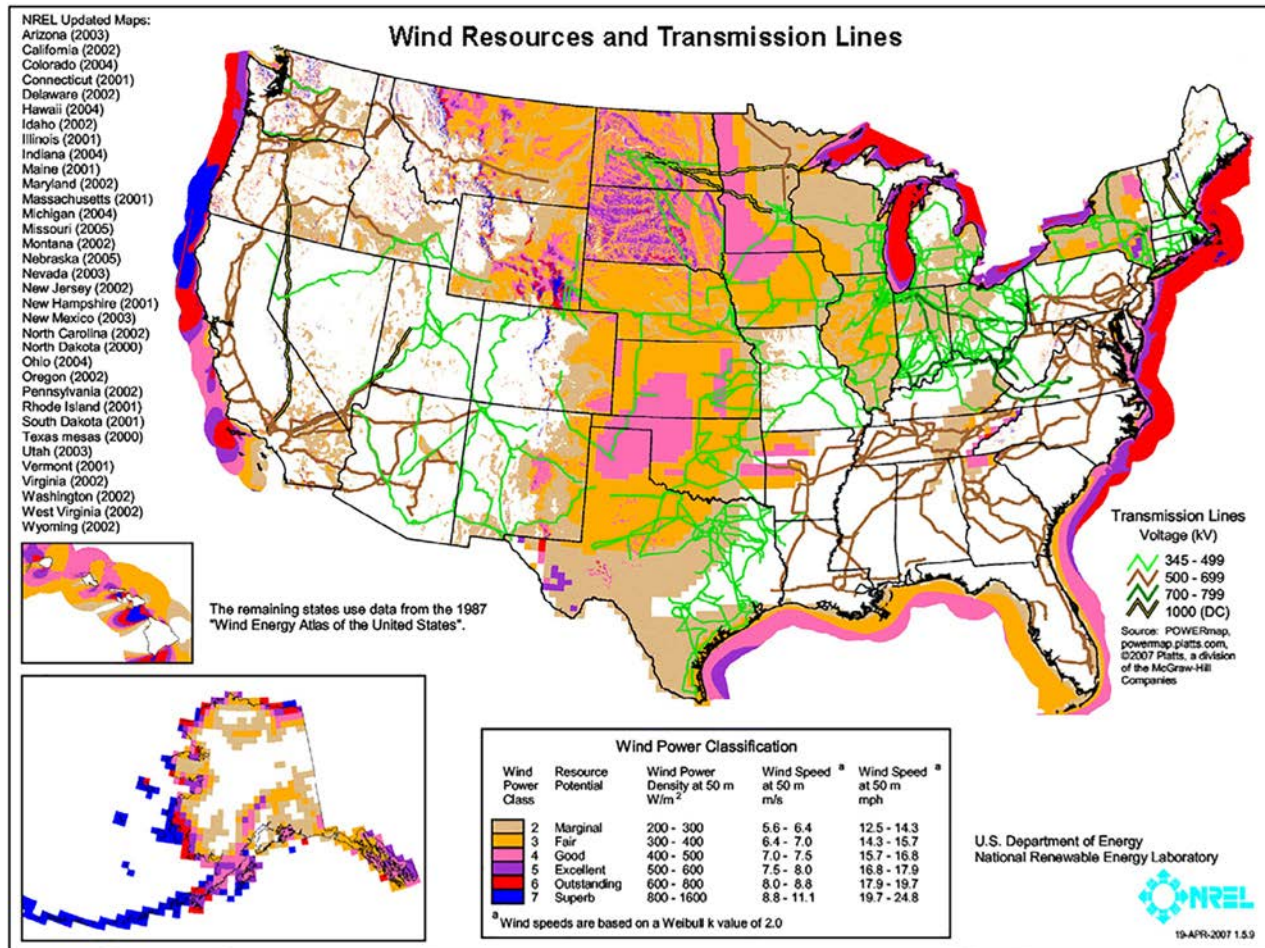 Wind Resources and Transmission Lines
NREL Updated Maps:
Arizona (2003)
California (2002)
Colorado (2004)
Connecticut (2001)
Delaware (2002)
Hawaii (2004)
Idaho (2002)
Illinois (2001)
Indiana (2004)
Maine (2001)
Maryland (2002)
Massachusetts (2001)
Michigan (2004)
Missouri (2005)
Montana (2002)
Nebraska (2005)
Nevada (2003)
New Jersey (2002)
New Hampshire (2001)
New Mexico (2003)
North Carolina (2002)
North Dakota (2000)
Ohio (2004)
Oregon (2002)
Pennsylvania (2002)
Rhode Island (2001)
South Dakota (2001)
Texas mesas (2000)
Utah (2003)
Vermont (2001)
Virginia (2002)
Washington (2002)
West Virginia (2002)
Wyoming (2002)
The remaining states use data from the 1987
"Wind Energy Atlas of the United States".
Transmission Lines
Voltage (kV)
345 - 499
500 - 699
700 - 799
1000 (DC)
Source: POWERmap,
powermap.platts.com,
©2007 Platts, a division
of the McGraw-Hill
Companies
Wind Power Classification
Wind Resource Wind Power Wind Speed a Wind Speed a
Power Potential Density at 50 m at 50 m at 50 m
Class W/m2 m/s mph
2 Marginal 200 - 300 5.6 - 6.4 12.5 - 14.3
3 Fair 300 - 400 6.4 - 7.0 14.3 - 15.7
4 Good 400 - 500 7.0 - 7.5 15.7 - 16.8
5 Excellent 500 - 600 7.5 - 8.0 16.8 - 17.9
6 Outstanding 600 - 800 8.0 - 8.8 17.9 - 19.7
7 Superb 800 - 1600 8.8 - 11.1 19.7 - 24.8
a Wind speeds are based on a Weibull k value of 2.0
U.S. Department of Energy
National Renewable Energy Laboratory
NREL
19-APR-2007 1.5.9